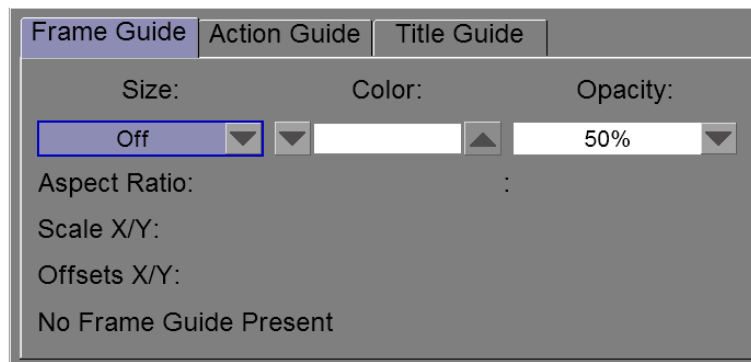 Frame Guide Action Guide Title Guide
Size: Color: Opacity:
Off 50%
Aspect Ratio: :
Scale X/Y:
Offsets X/Y:
No Frame Guide Present